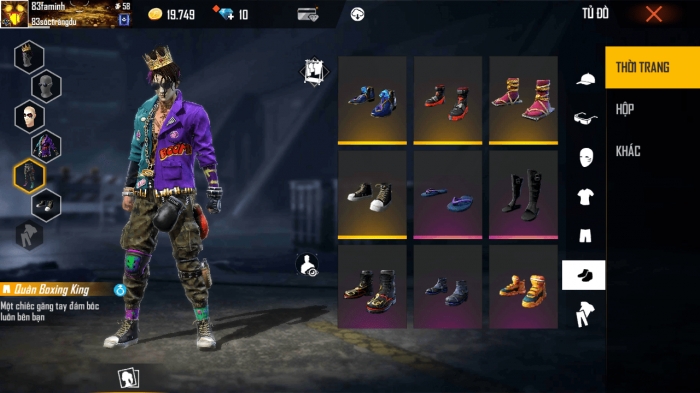 83faminh
58
83sóctrăngdu
19.749
10
TỦ ĐỒ
THỜI TRANG
HỘP
KHÁC
Quần Boxing King
Một chiếc găng tay đấm bốc
luôn bên bạn